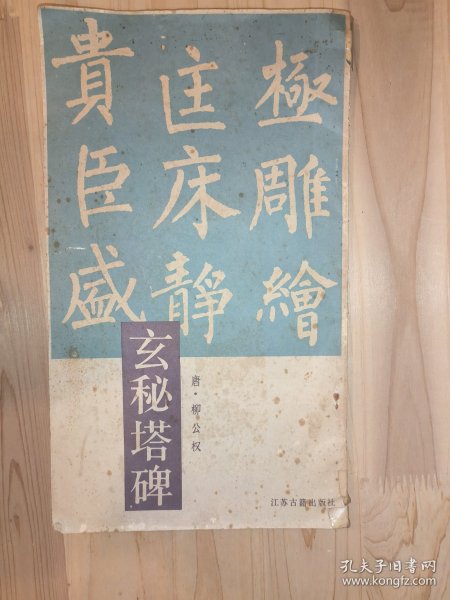 極雕繪
匡床靜
貴臣盛
玄秘塔碑
唐·柳公权
江苏古籍出版社
孔夫子旧书网
www.kongfz.com